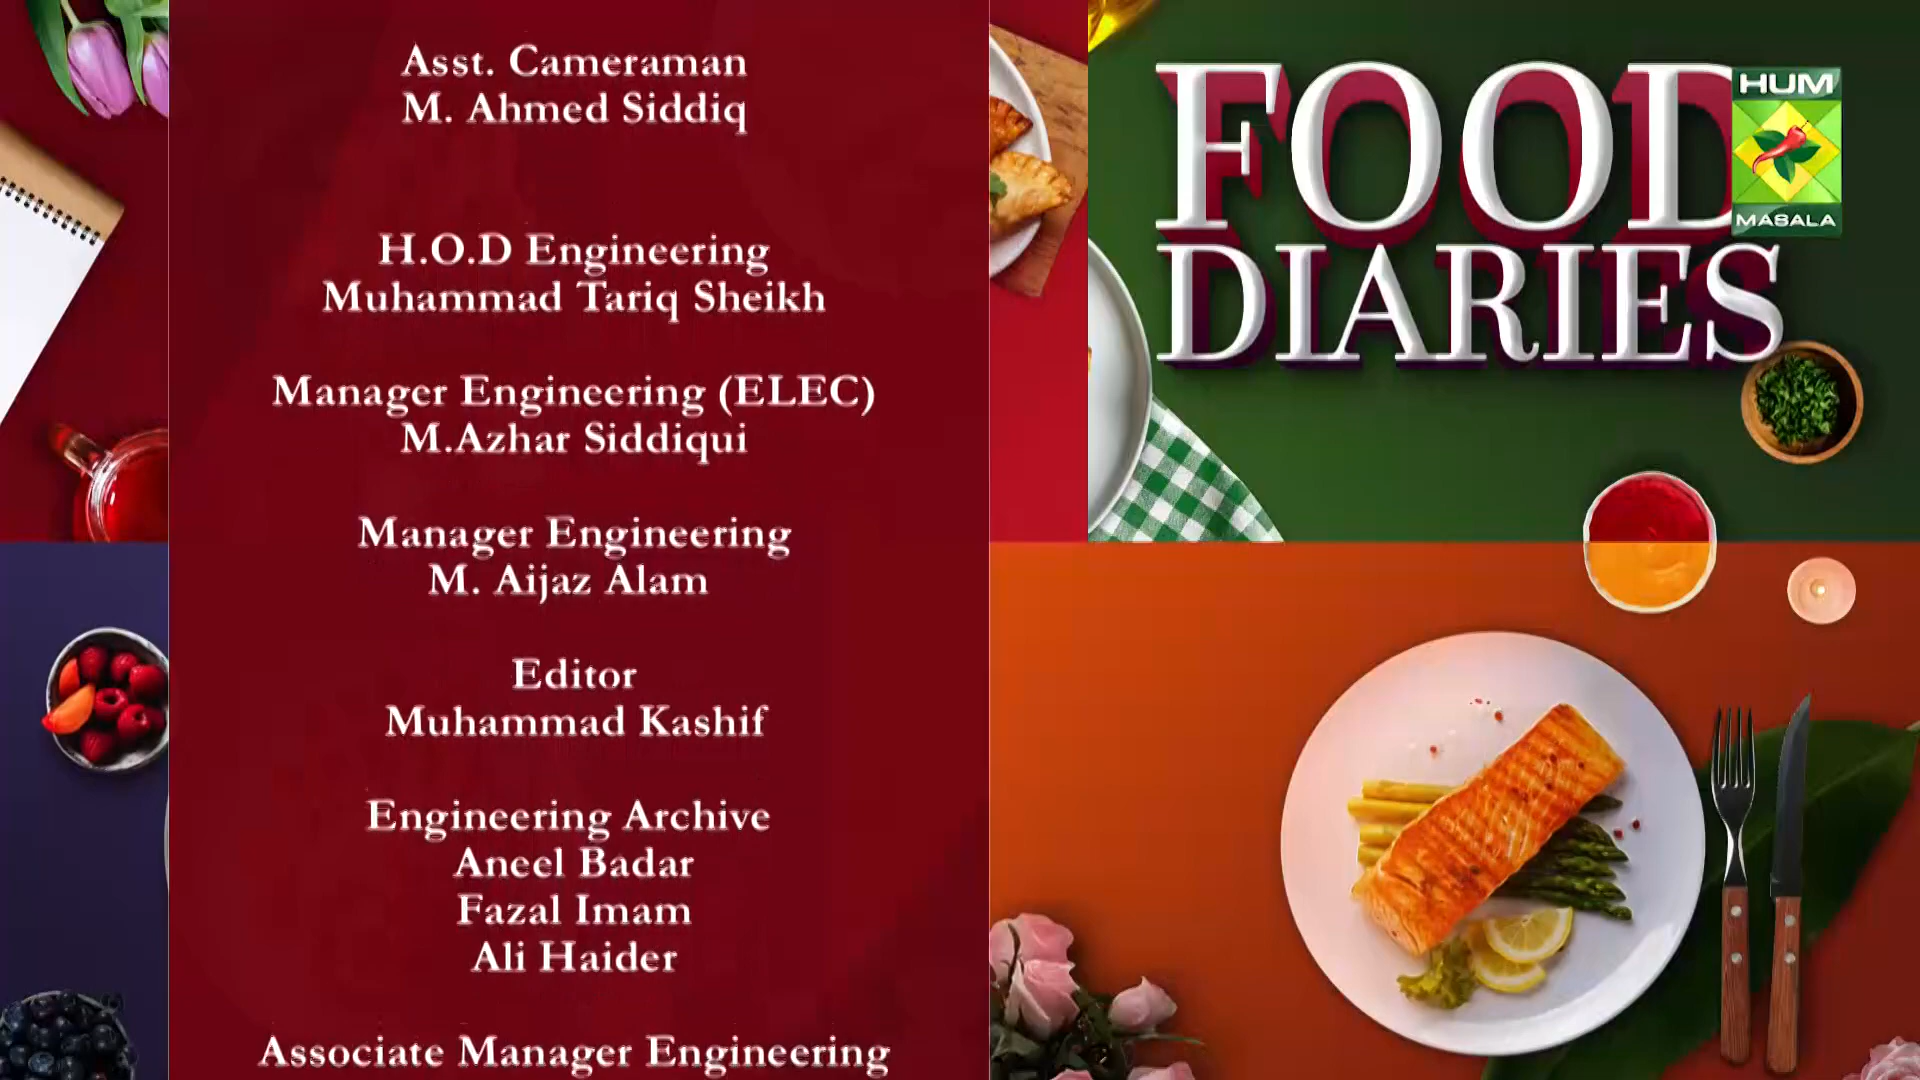 Asst. Cameraman
M. Ahmed Siddiq
H.O.D Engineering
Muhammad Tariq Sheikh
Manager Engineering (ELEC)
M.Azhar Siddiqui
Manager Engineering
M. Aijaz Alam
Editor
Muhammad Kashif
Engineering Archive
Aneel Badar
Fazal Imam
Ali Haider
Associate Manager Engineering
FOOD
DIARIES
HUM
MASALA